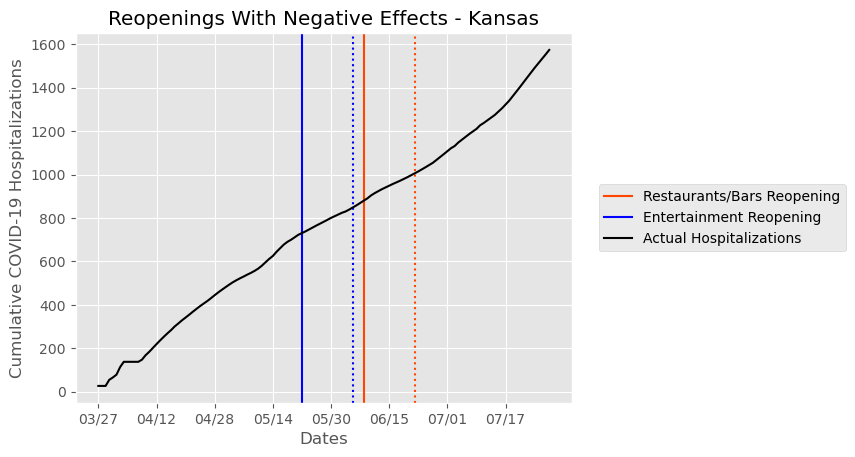 Reopenings With Negative Effects - Kansas
Cumulative COVID-19 Hospitalizations
1600
1400
1200
1000
800
600
400
200
0
03/27 04/12 04/28 05/14 05/30 06/15 07/01 07/17
Dates
Restaurants/Bars Reopening
Entertainment Reopening
Actual Hospitalizations